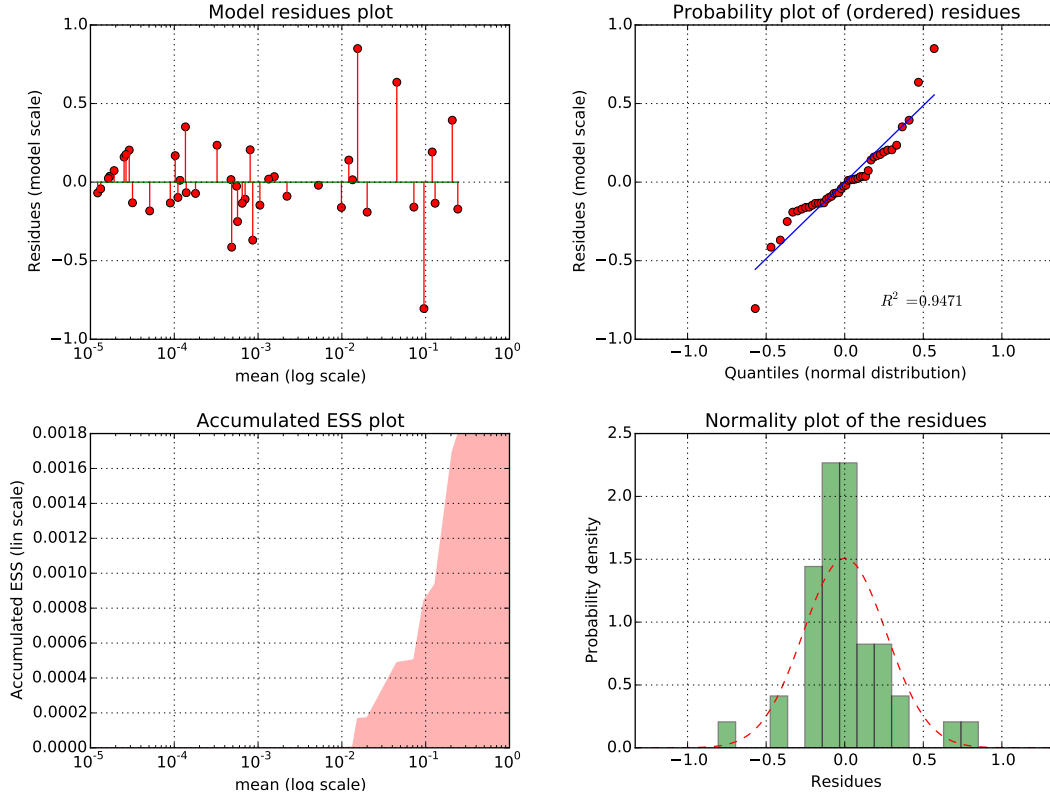 Model residues plot
1.0
0.5
0.0
−0.5
−1.0
Residues (model scale)
10^-5 10^-4 10^-3 10^-2 10^-1 10^0
mean (log scale)
Probability plot of (ordered) residues
1.0
0.5
0.0
−0.5
−1.0
Residues (model scale)
R^2 =0.9471
−1.0 −0.5 0.0 0.5 1.0
Quantiles (normal distribution)
Accumulated ESS plot
0.0018
0.0016
0.0014
0.0012
0.0010
0.0008
0.0006
0.0004
0.0002
0.0000
Accumulated ESS (lin scale)
10^-5 10^-4 10^-3 10^-2 10^-1 10^0
mean (log scale)
Normality plot of the residues
2.5
2.0
1.5
1.0
0.5
0.0
Probability density
−1.0 −0.5 0.0 0.5 1.0
Residues